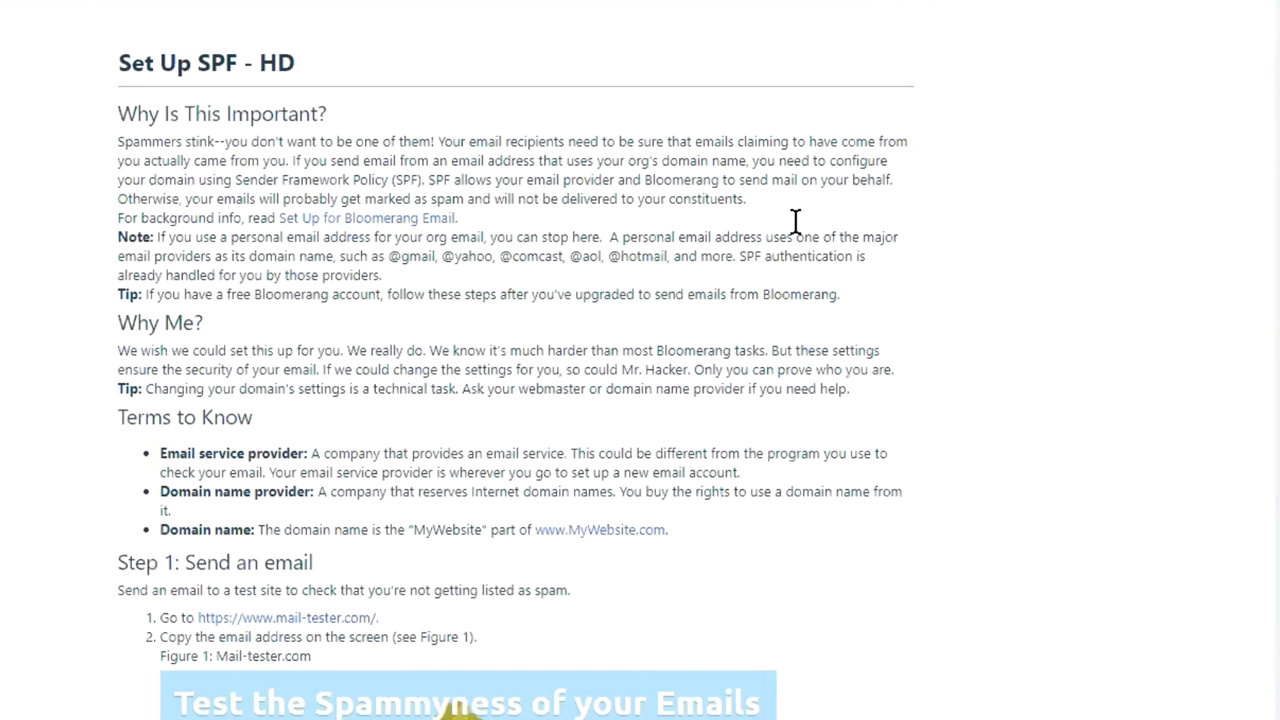 Set Up SPF - HD
Why Is This Important?
Spammers stink--you don't want to be one of them! Your email recipients need to be sure that emails claiming to have come from
you actually came from you. If you send email from an email address that uses your org's domain name, you need to configure
your domain using Sender Framework Policy (SPF). SPF allows your email provider and Bloomerang to send mail on your behalf.
Otherwise, your emails will probably get marked as spam and will not be delivered to your constituents.
For background info, read Set Up for Bloomerang Email.
Note: If you use a personal email address for your org email, you can stop here. A personal email address uses one of the major
email providers as its domain name, such as @gmail, @yahoo, @comcast, @aol, @hotmail, and more. SPF authentication is
already handled for you by those providers.
Tip: If you have a free Bloomerang account, follow these steps after you've upgraded to send emails from Bloomerang.
Why Me?
We wish we could set this up for you. We really do. We know it's much harder than most Bloomerang tasks. But these settings
ensure the security of your email. If we could change the settings for you, so could Mr. Hacker. Only you can prove who you are.
Tip: Changing your domain's settings is a technical task. Ask your webmaster or domain name provider if you need help.
Terms to Know
• Email service provider: A company that provides an email service. This could be different from the program you use to
check your email. Your email service provider is wherever you go to set up a new email account.
• Domain name provider: A company that reserves Internet domain names. You buy the rights to use a domain name from
it.
• Domain name: The domain name is the "MyWebsite" part of www.MyWebsite.com.
Step 1: Send an email
Send an email to a test site to check that you're not getting listed as spam.
1. Go to https://www.mail-tester.com/.
2. Copy the email address on the screen (see Figure 1).
Figure 1: Mail-tester.com
Test the Spammyness of your Emails